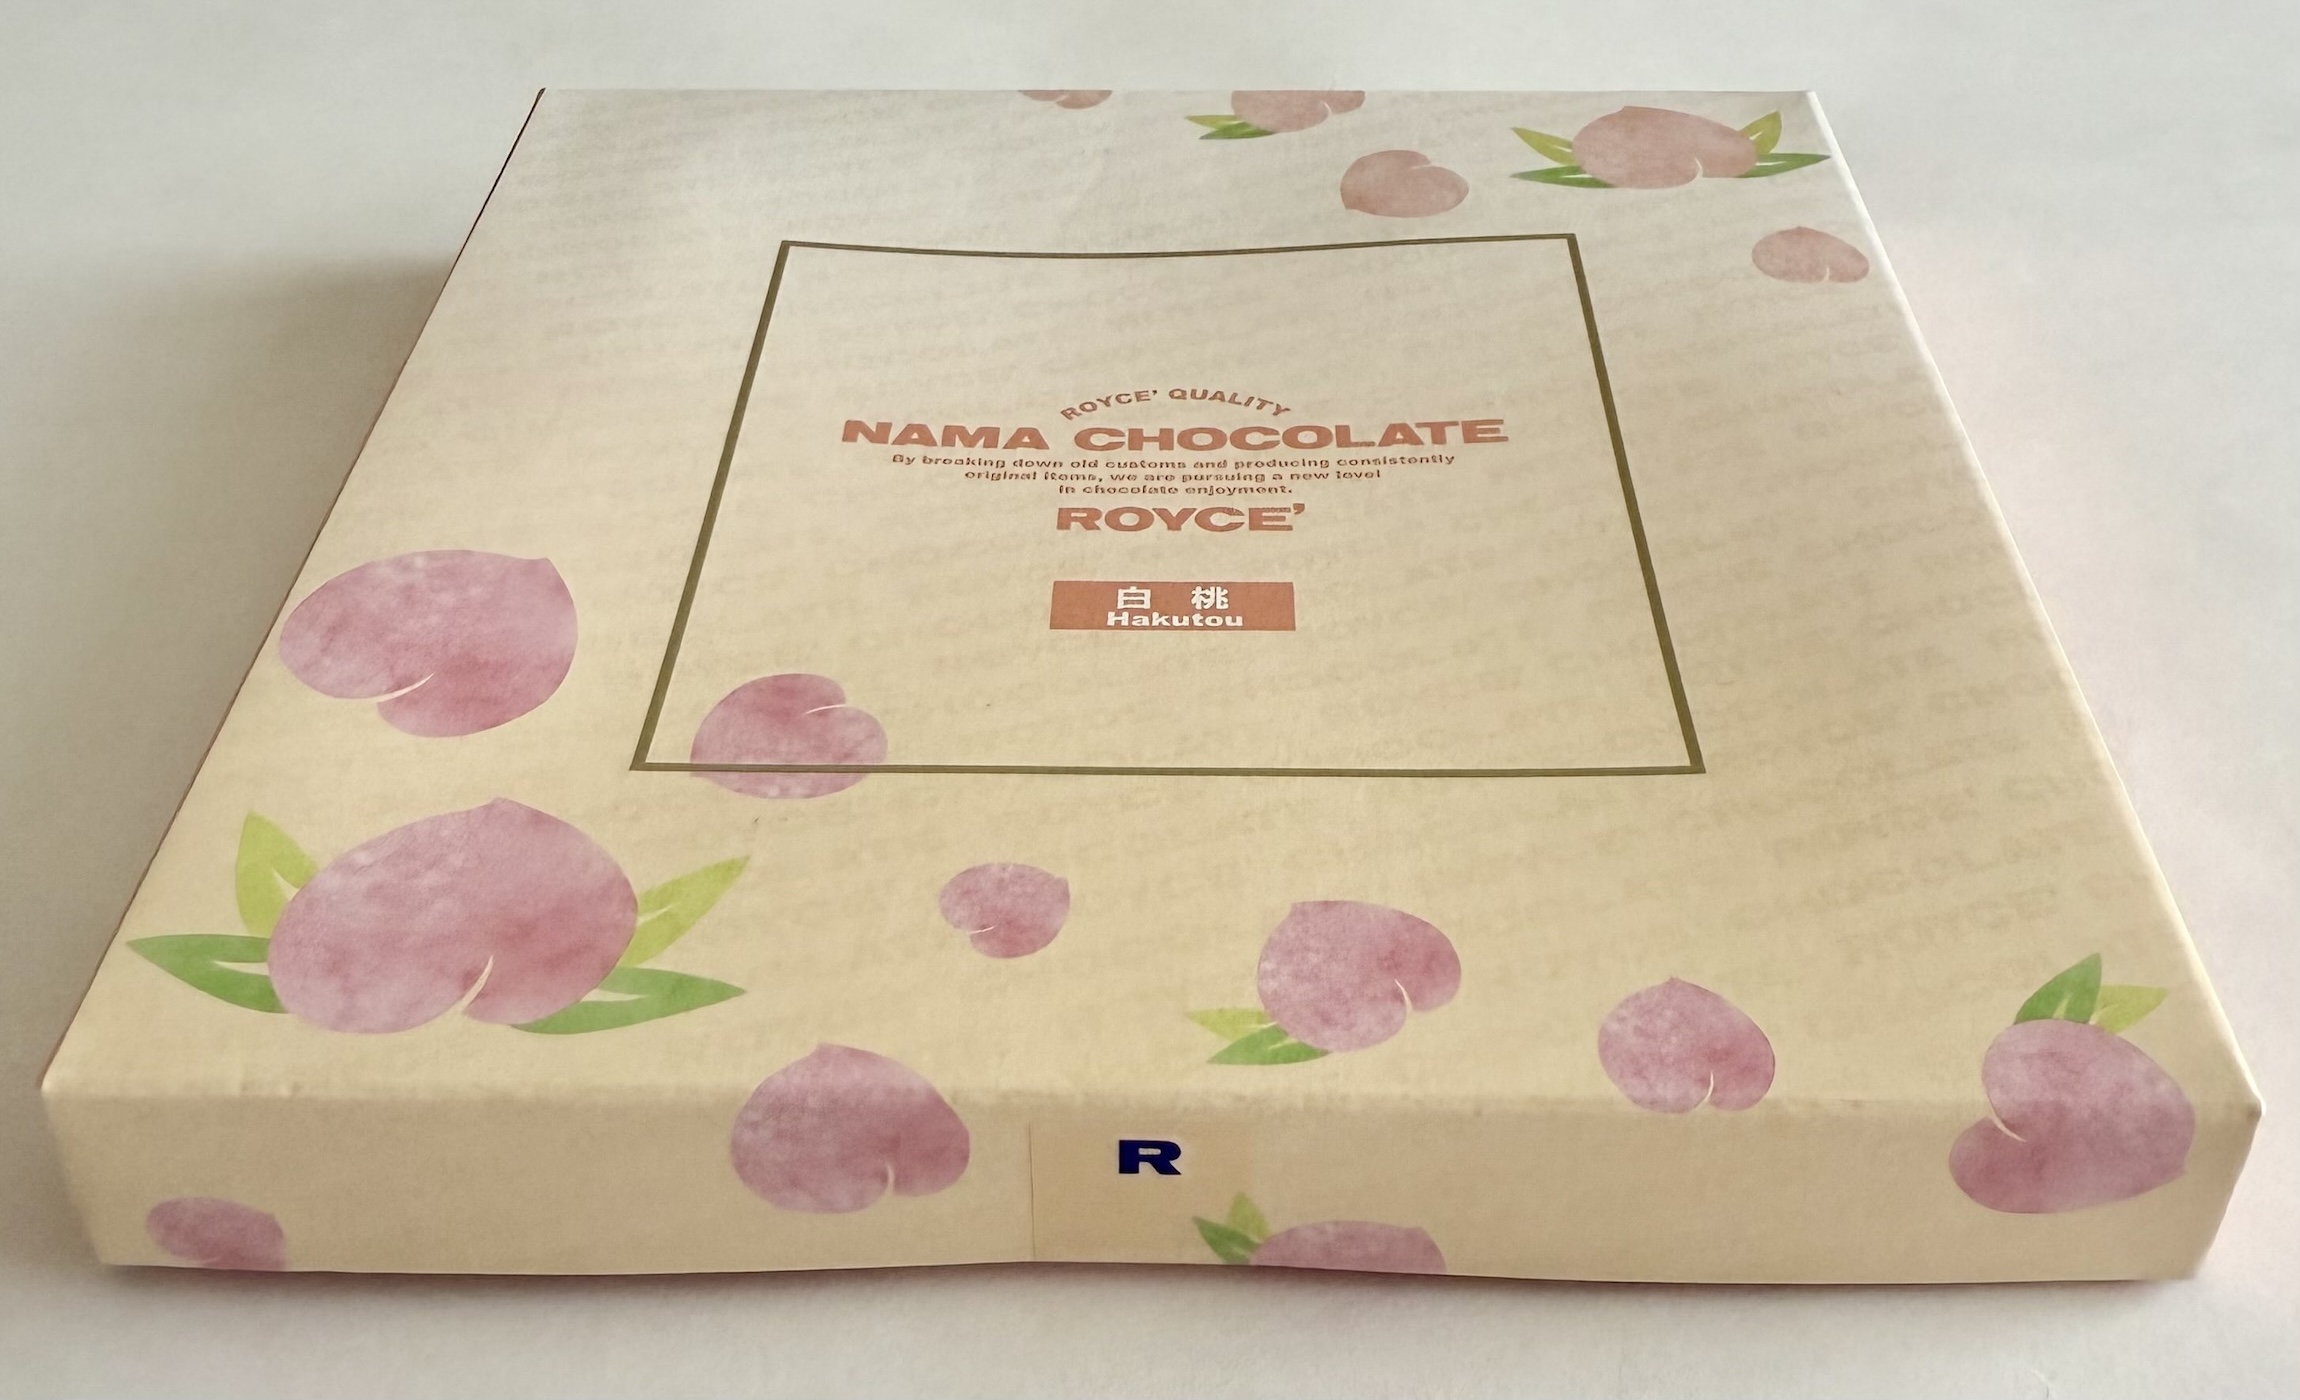 ROYCE' QUALITY
NAMA CHOCOLATE
By breaking down old customs and producing consistently
original items, we are pursuing a new level
in chocolate enjoyment.
ROYCE'
白 桃
Hakutou
R